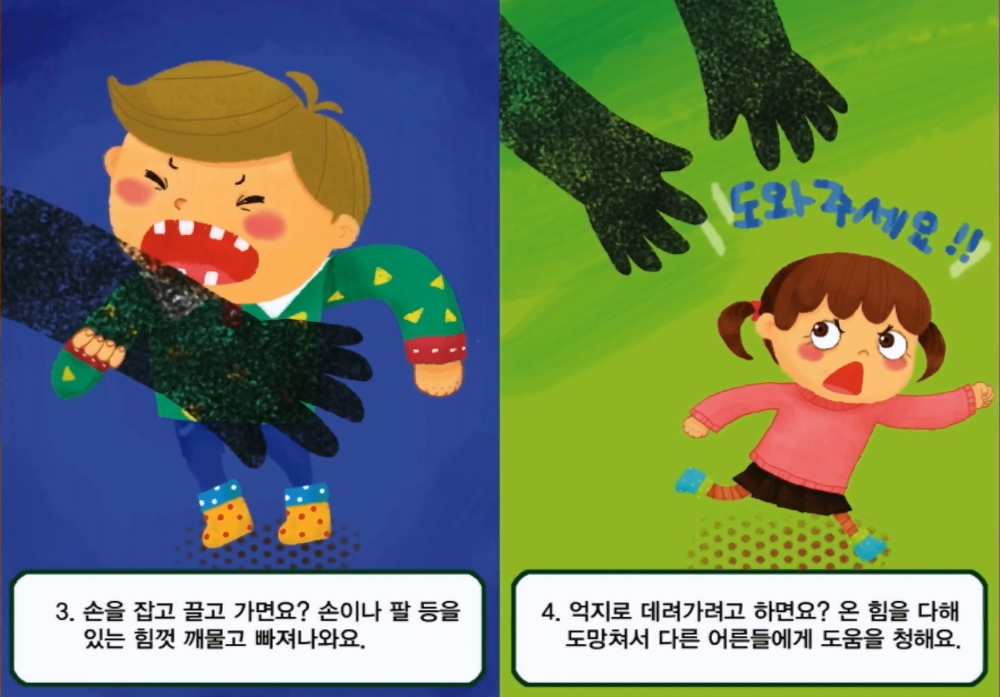 도와주세요!!
3. 손을 잡고 끌고 가면요? 손이나 팔 등을
있는 힘껏 깨물고 빠져나와요.
4. 억지로 데려가려고 하면요? 온 힘을 다해
도망쳐서 다른 어른들에게 도움을 청해요.